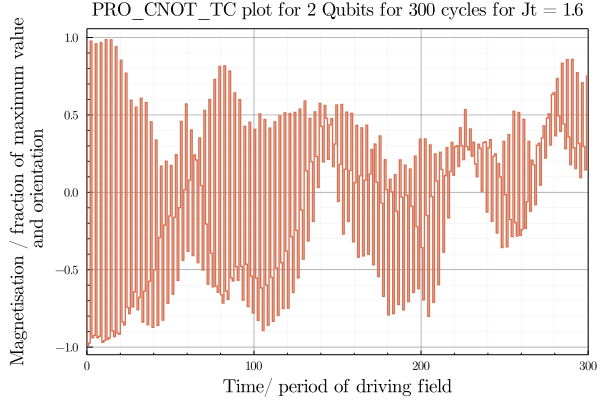 PRO_CNOT_TC plot for 2 Qubits for 300 cycles for Jt = 1.6
Magnetisation / fraction of maximum value
and orientation
1.0
0.5
0.0
−0.5
−1.0
0
100
200
300
Time/ period of driving field